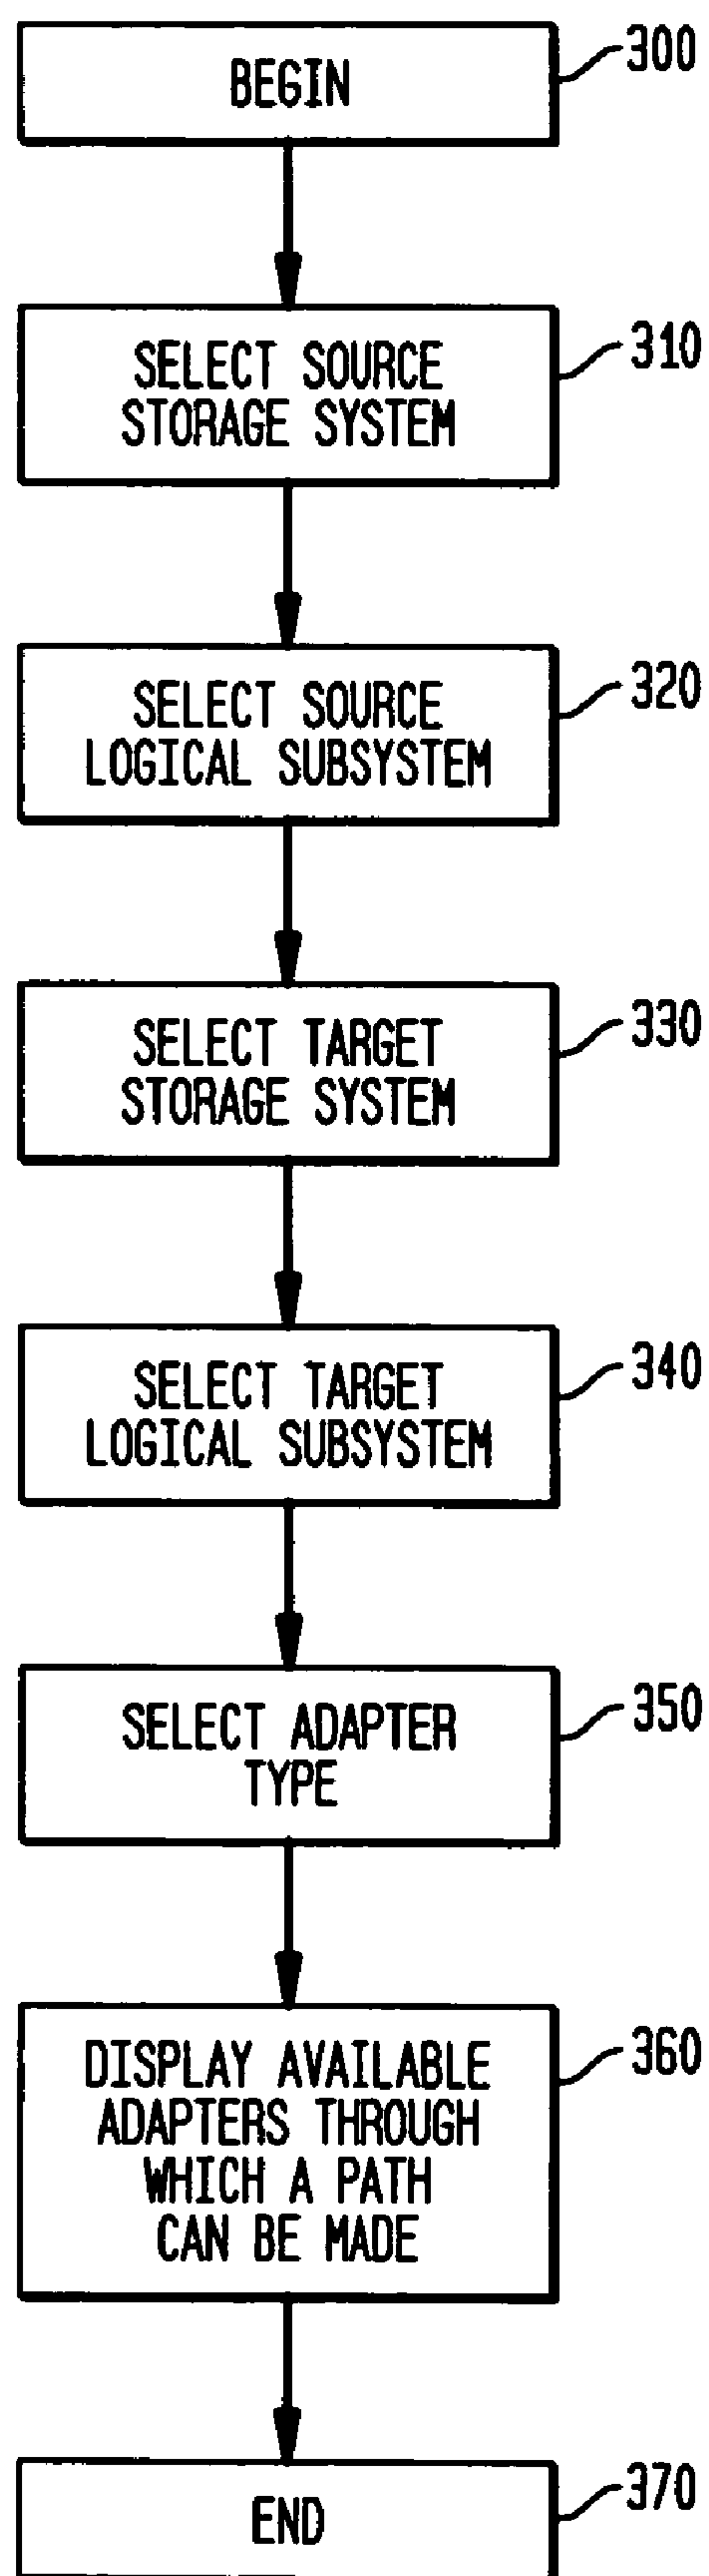 BEGIN
300
SELECT SOURCE
STORAGE SYSTEM
310
SELECT SOURCE
LOGICAL SUBSYSTEM
320
SELECT TARGET
STORAGE SYSTEM
330
SELECT TARGET
LOGICAL SUBSYSTEM
340
SELECT ADAPTER
TYPE
350
DISPLAY AVAILABLE
ADAPTERS THROUGH
WHICH A PATH
CAN BE MADE
360
END
370